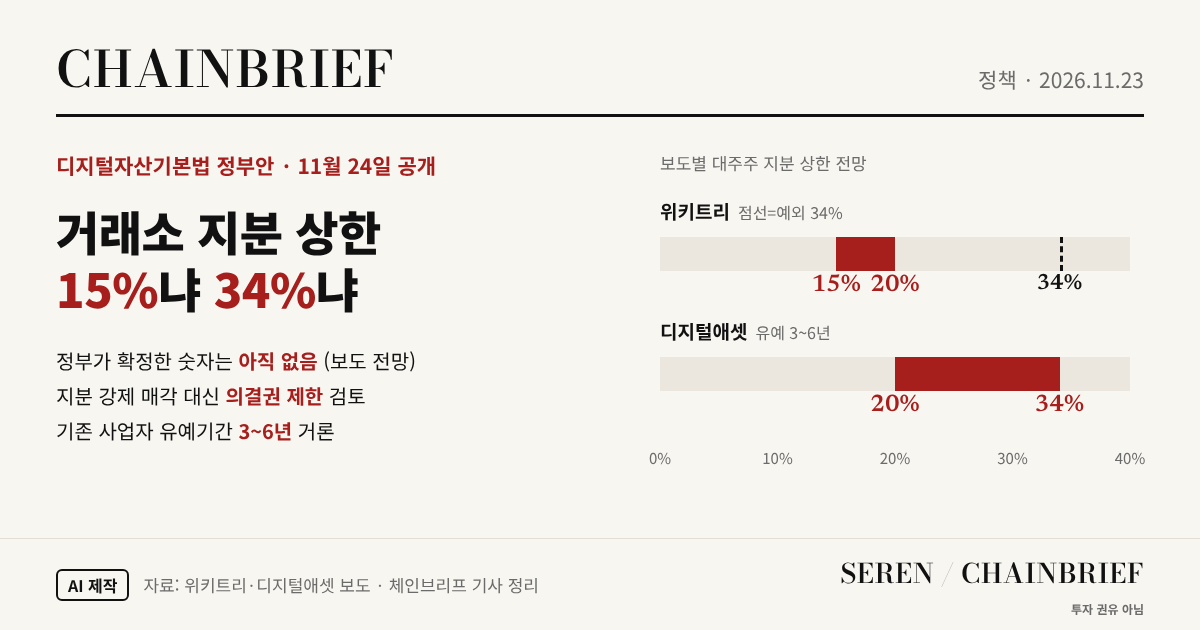 CHAINBRIEF
정책 · 2026.11.23
디지털자산기본법 정부안 · 11월 24일 공개
거래소 지분 상한
15%냐 34%냐
정부가 확정한 숫자는 아직 없음 (보도 전망)
지분 강제 매각 대신 의결권 제한 검토
기존 사업자 유예기간 3~6년 거론
보도별 대주주 지분 상한 전망
위키트리 점선=예외 34%
15% 20% 34%
디지털애셋 유예 3~6년
20% 34%
0% 10% 20% 30% 40%
AI 제작 자료: 위키트리·디지털애셋 보도 · 체인브리프 기사 정리
SEREN / CHAINBRIEF
투자 권유 아님